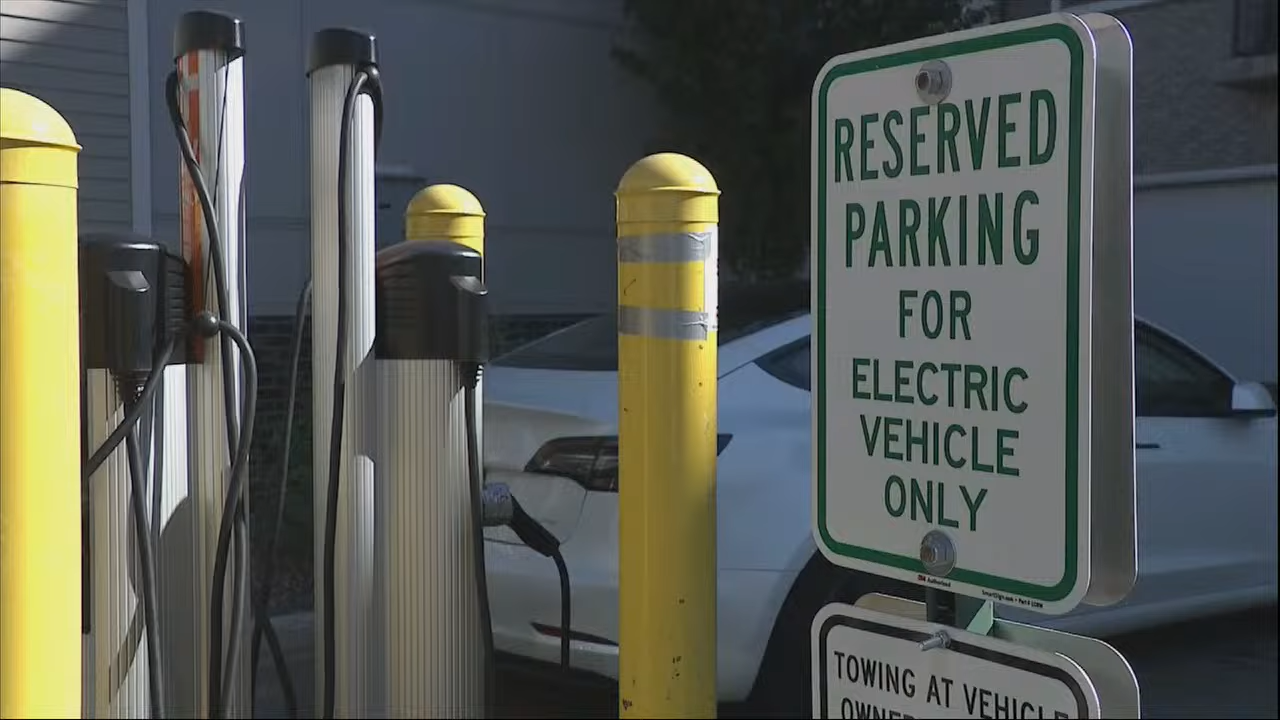 RESERVED
PARKING
FOR
ELECTRIC
VEHICLE
ONLY
TOWING AT VEHICLE